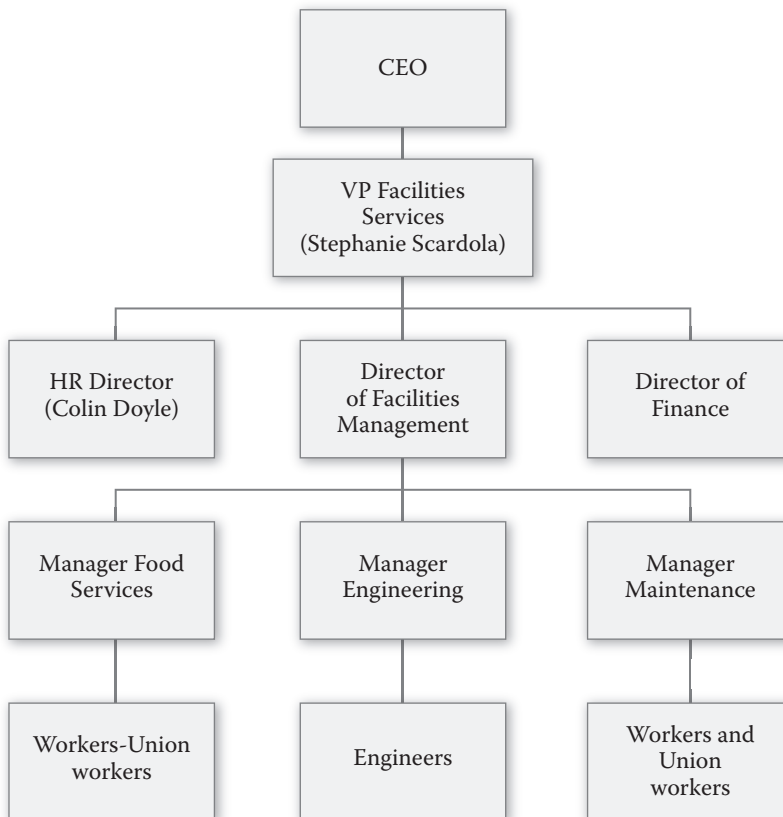 CEO
VP Facilities
Services
(Stephanie Scardola)
HR Director
(Colin Doyle)
Director
of Facilities
Management
Director of
Finance
Manager Food
Services
Manager
Engineering
Manager
Maintenance
Workers-Union
workers
Engineers
Workers and
Union
workers